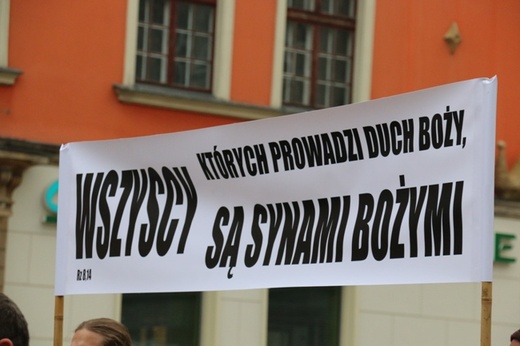 WSZYSCY
KTÓRYCH PROWADZI DUCH BOŻY,
SĄ SYNAMI BOŻYMI
Rz 8,14